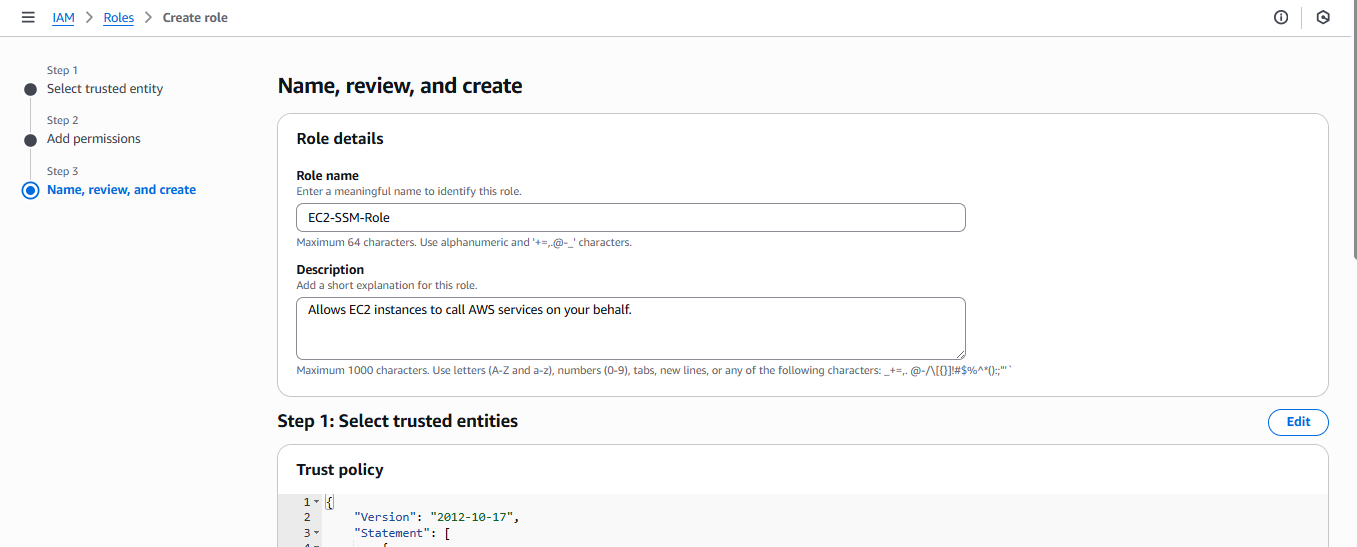 IAM > Roles > Create role
Step 1
Select trusted entity
Step 2
Add permissions
Step 3
Name, review, and create
Name, review, and create
Role details
Role name
Enter a meaningful name to identify this role.
EC2-SSM-Role
Maximum 64 characters. Use alphanumeric and '+=,.@-_' characters.
Description
Add a short explanation for this role.
Allows EC2 instances to call AWS services on your behalf.
Maximum 1000 characters. Use letters (A-Z and a-z), numbers (0-9), tabs, new lines, or any of the following characters: _+=,. @-/\[{}]!#$%^*();:"'`
Step 1: Select trusted entities
Edit
Trust policy
1 {
2 "Version": "2012-10-17",
3 "Statement": [
4 {